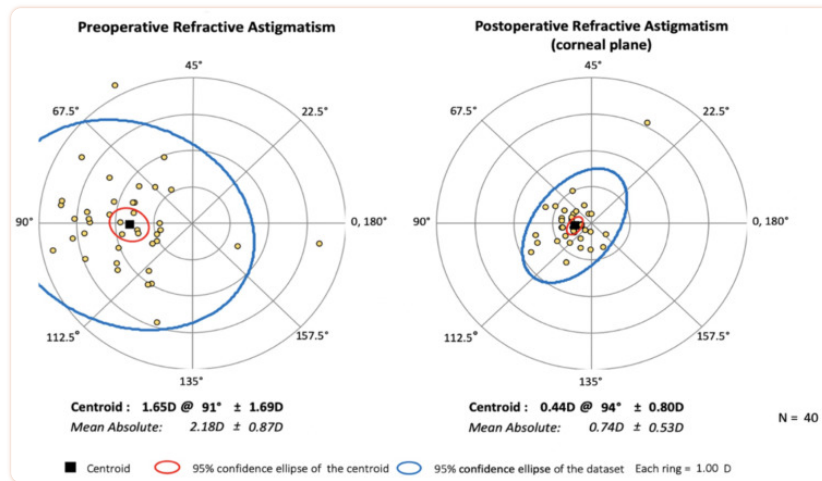 Preoperative Refractive Astigmatism
Postoperative Refractive Astigmatism
(corneal plane)
45°
67.5°
22.5°
90°
0, 180°
112.5°
157.5°
135°
45°
67.5°
22.5°
90°
0, 180°
112.5°
157.5°
135°
Centroid : 1.65D @ 91° ± 1.69D
Mean Absolute: 2.18D ± 0.87D
Centroid : 0.44D @ 94° ± 0.80D
Mean Absolute: 0.74D ± 0.53D
N = 40
Centroid 95% confidence ellipse of the centroid 95% confidence ellipse of the dataset Each ring = 1.00 D